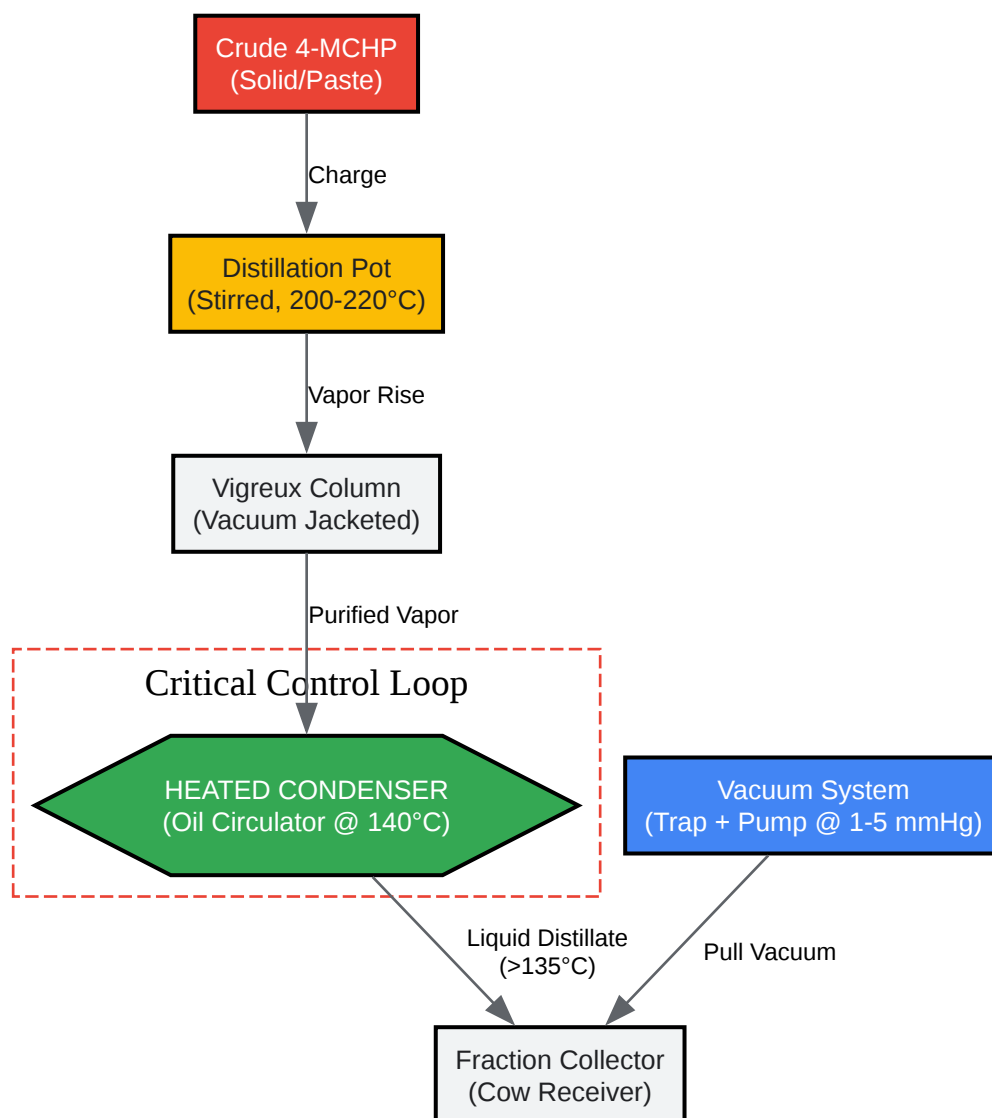 Crude 4-MCHP
(Solid/Paste)
Charge
Distillation Pot
(Stirred, 200-220°C)
Vapor Rise
Vigreux Column
(Vacuum Jacketed)
Purified Vapor
Critical Control Loop
HEATED CONDENSER
(Oil Circulator @ 140°C)
Vacuum System
(Trap + Pump @ 1-5 mmHg)
Liquid Distillate
(>135°C)
Pull Vacuum
Fraction Collector
(Cow Receiver)